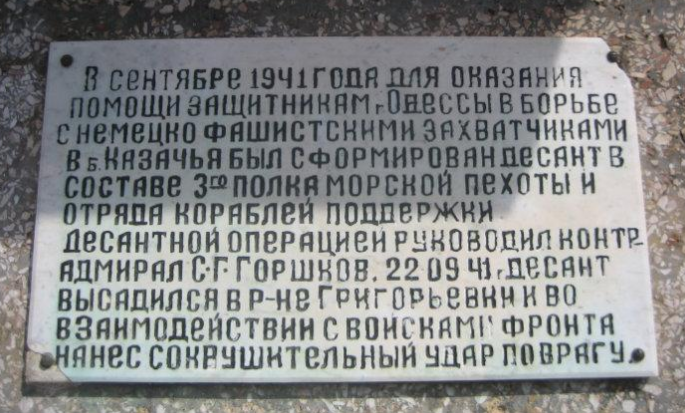 В СЕНТЯБРЕ 1941 ГОДА ДЛЯ ОКАЗАНИЯ
ПОМОЩИ ЗАЩИТНИКАМ г. ОДЕССЫ В БОРЬБЕ
С НЕМЕЦКО ФАШИСТСКИМИ ЗАХВАТЧИКАМИ
В б. КАЗАЧЬЯ БЫЛ СФОРМИРОВАН ДЕСАНТ В
СОСТАВЕ 3го ПОЛКА МОРСКОЙ ПЕХОТЫ И
ОТРЯДА КОРАБЛЕЙ ПОДДЕРЖКИ
ДЕСАНТНОЙ ОПЕРАЦИЕЙ РУКОВОДИЛ КОНТР-
АДМИРАЛ С.Г. ГОРШКОВ. 22 09 41 г. ДЕСАНТ
ВЫСАДИЛСЯ В Р-НЕ ГРИГОРЬЕВКИ И ВО
ВЗАИМОДЕЙСТВИИ С ВОЙСКАМИ ФРОНТА
НАНЕС СОКРУШИТЕЛЬНЫЙ УДАР ПО ВРАГУ.